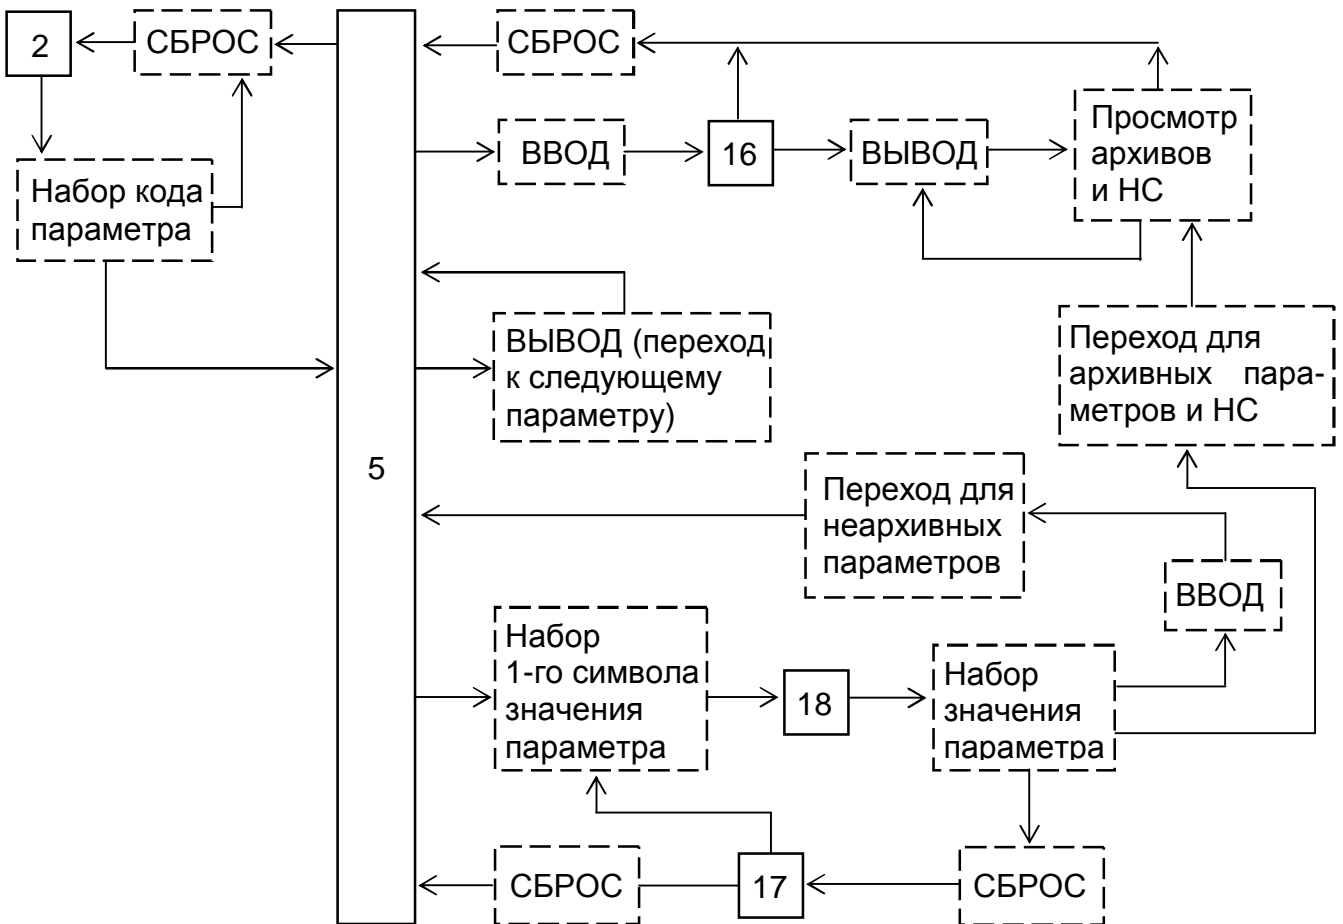 2
СБРОС
СБРОС
ВВОД
16
ВЫВОД
Просмотр
архивов
и НС
Набор кода
параметра
ВЫВОД (переход
к следующему
параметру)
Переход для
архивных пара-
метров и НС
5
Переход для
неархивных
параметров
ВВОД
Набор
1-го символа
значения
параметра
18
Набор
значения
параметра
СБРОС
17
СБРОС